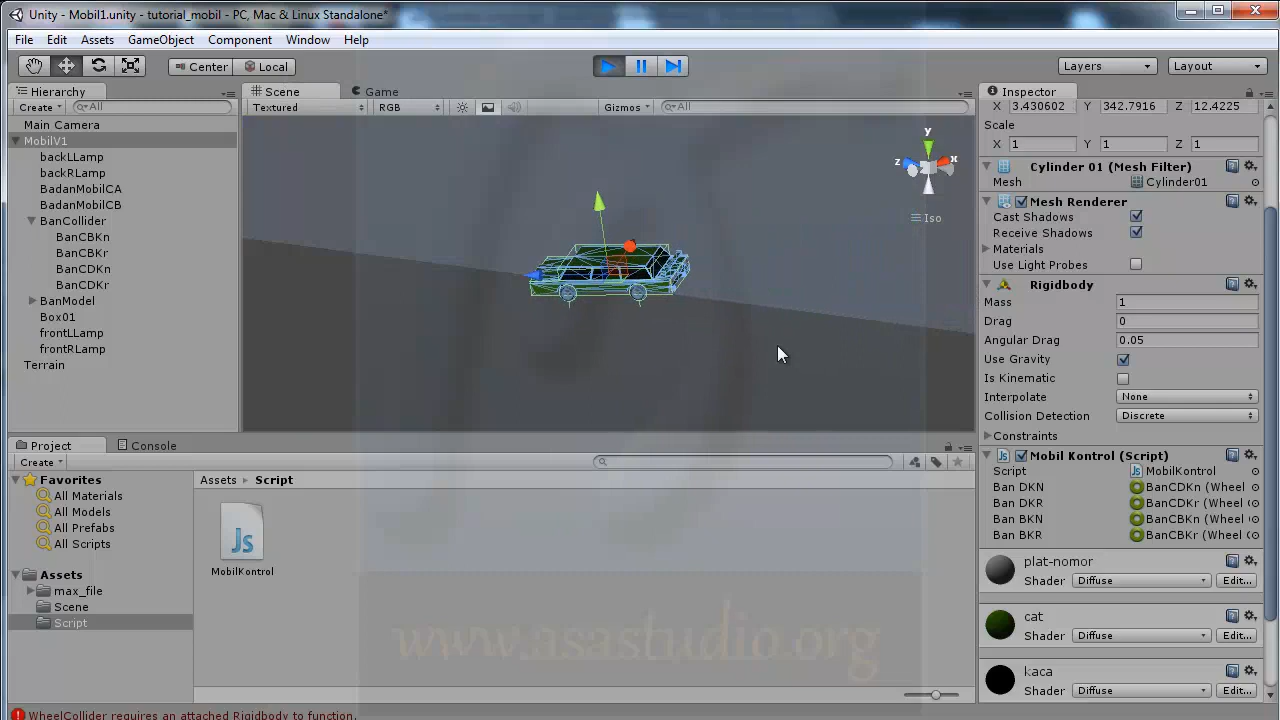 Unity - Mobil1.unity - tutorial_mobil - PC, Mac & Linux Standalone*
File Edit Assets GameObject Component Window Help
Center Local Layers Layout
Hierarchy Scene Game Inspector
Create All Textured RGB Gizmos All
X 3.430602 Y 342.7916 Z 12.4225
Main Camera
Scale
MobilV1
X 1 Y 1 Z 1
backLLamp
backRLamp
BadanMobilCA
BadanMobilCB
BanCollider
BanCBKn
BanCBKr
BanCDKn
BanCDKr
BanModel
Box01
frontLLamp
frontRLamp
Terrain
y
z x
Iso
Cylinder 01 (Mesh Filter)
Mesh Cylinder01
Mesh Renderer
Cast Shadows
Receive Shadows
Materials
Use Light Probes
Rigidbody
Mass 1
Drag 0
Angular Drag 0.05
Use Gravity
Is Kinematic
Interpolate None
Collision Detection Discrete
Constraints
Mobil Kontrol (Script)
Script MobilKontrol
Ban DKN BanCDKn (Wheel
Ban DKR BanCDKr (Wheel
Ban BKN BanCBKn (Wheel
Ban BKR BanCBKr (Wheel
plat-nomor
Shader Diffuse Edit...
cat
Shader Diffuse Edit...
kaca
Shader Diffuse Edit...
Project Console
Create
Favorites
All Materials
All Models
All Prefabs
All Scripts
Assets
max_file
Scene
Script
Assets Script
Js
MobilKontrol
www.asastudio.org
WheelCollider requires an attached Rigidbody to function.